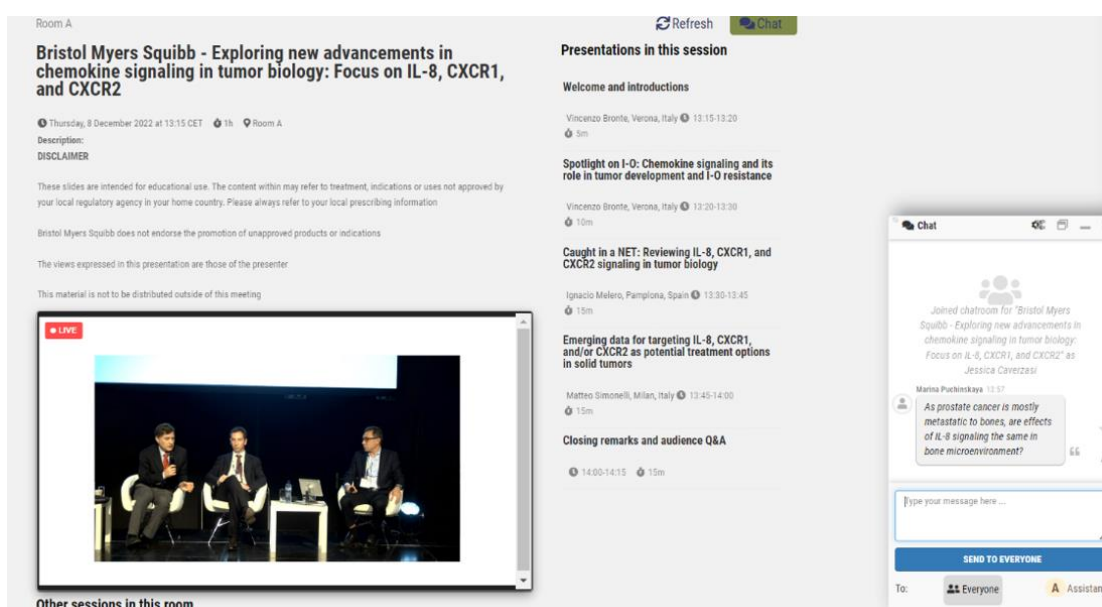 Room A
Refresh
Chat
Bristol Myers Squibb - Exploring new advancements in
chemokine signaling in tumor biology: Focus on IL-8, CXCR1,
and CXCR2
Thursday, 8 December 2022 at 13:15 CET 1h Room A
Description:
DISCLAIMER
These slides are intended for educational use. The content within may refer to treatment, indications or uses not approved by
your local regulatory agency in your home country. Please always refer to your local prescribing information
Bristol Myers Squibb does not endorse the promotion of unapproved products or indications
The views expressed in this presentation are those of the presenter
This material is not to be distributed outside of this meeting
LIVE
Other sessions in this room
Presentations in this session
Welcome and introductions
Vincenzo Bronte, Verona, Italy 13:15-13:20
5m
Spotlight on I-O: Chemokine signaling and its
role in tumor development and I-O resistance
Vincenzo Bronte, Verona, Italy 13:20-13:30
10m
Caught in a NET: Reviewing IL-8, CXCR1, and
CXCR2 signaling in tumor biology
Ignacio Melero, Pamplona, Spain 13:30-13:45
15m
Emerging data for targeting IL-8, CXCR1,
and/or CXCR2 as potential treatment options
in solid tumors
Matteo Simonelli, Milan, Italy 13:45-14:00
15m
Closing remarks and audience Q&A
14:00-14:15 15m
Chat
Joined chatroom for "Bristol Myers
Squibb - Exploring new advancements in
chemokine signaling in tumor biology:
Focus on IL-8, CXCR1, and CXCR2" as
Jessica Caverzasi
Marina Puchinskaya 12:57
As prostate cancer is mostly
metastatic to bones, are effects
of IL-8 signaling the same in
bone microenvironment?
Type your message here ...
SEND TO EVERYONE
To: Everyone A Assistan